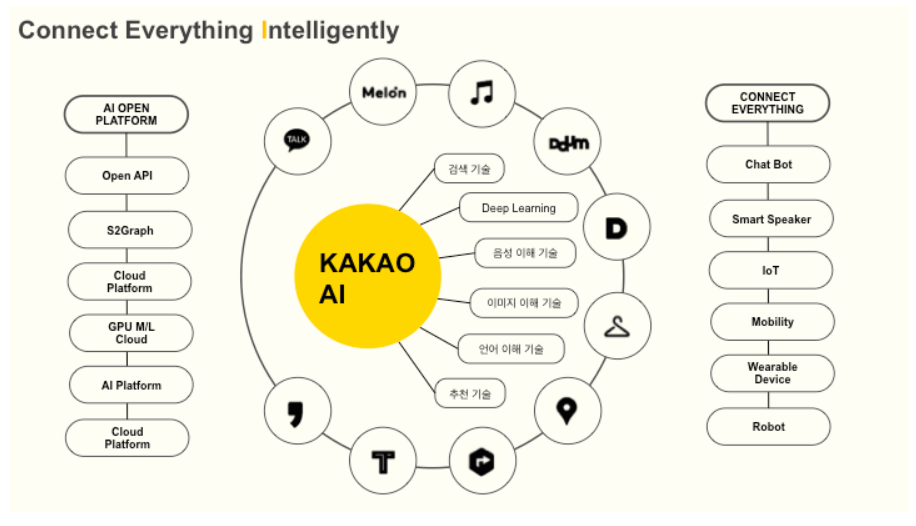 Connect Everything Intelligently
AI OPEN
PLATFORM
Open API
S2Graph
Cloud
Platform
GPU M/L
Cloud
AI Platform
Cloud
Platform
TALK
Melon
Daum
D
T
KAKAO
AI
검색 기술
Deep Learning
음성 이해 기술
이미지 이해 기술
언어 이해 기술
추천 기술
CONNECT
EVERYTHING
Chat Bot
Smart Speaker
IoT
Mobility
Wearable
Device
Robot